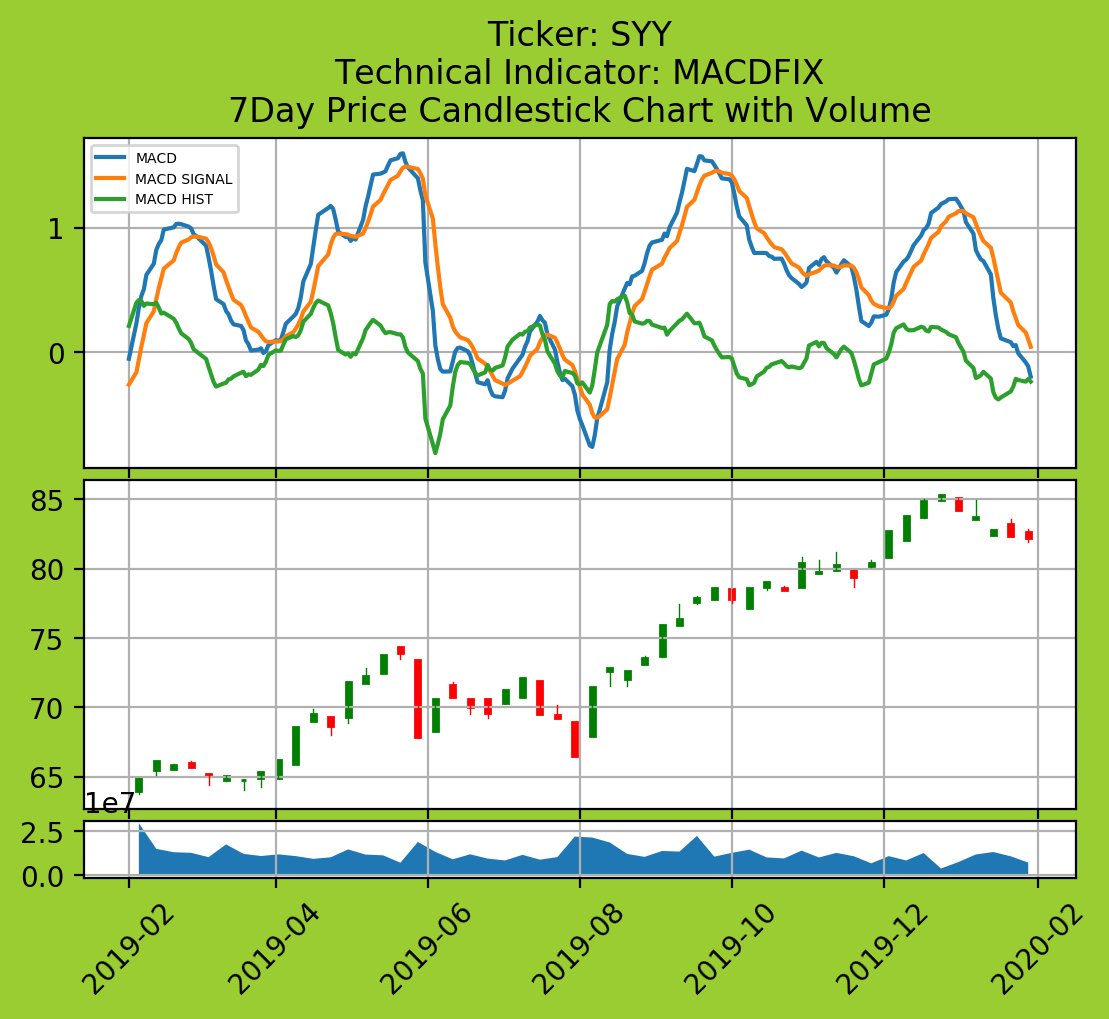 Ticker: SYY
Technical Indicator: MACDFIX
7Day Price Candlestick Chart with Volume
MACD
MACD SIGNAL
MACD HIST
1
0
85
80
75
70
65
1e7
2.5
0.0
2019-02
2019-04
2019-06
2019-08
2019-10
2019-12
2020-02